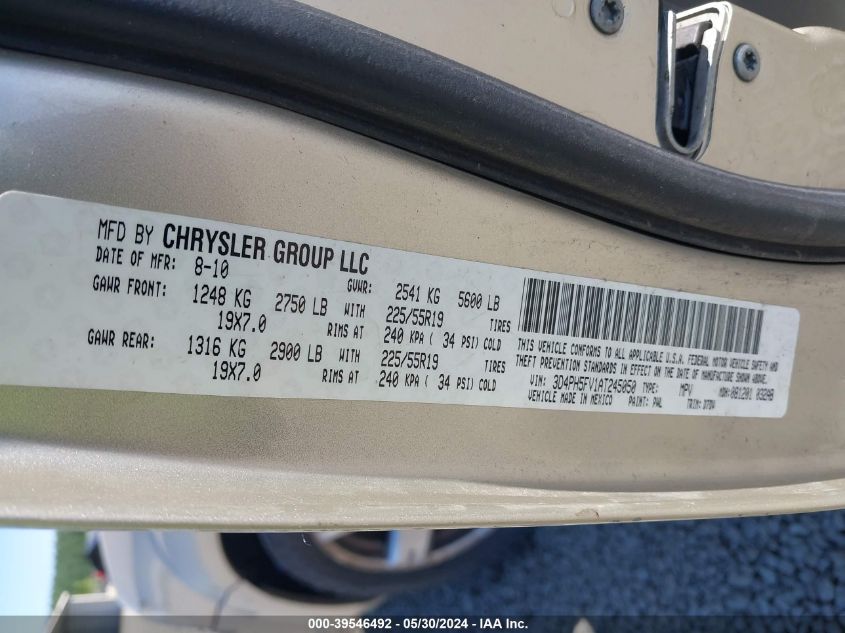 MFD BY CHRYSLER GROUP LLC
DATE OF MFR: 8-10 GVWR: 2541 KG 5600 LB
GAWR FRONT: 1248 KG 2750 LB WITH 225/55R19 TIRES
19X7.0 RIMS AT 240 KPA ( 34 PSI) COLD
GAWR REAR: 1316 KG 2900 LB WITH 225/55R19 TIRES
19X7.0 RIMS AT 240 KPA ( 34 PSI) COLD
THIS VEHICLE CONFORMS TO ALL APPLICABLE U.S.A. FEDERAL MOTOR VEHICLE SAFETY AND
THEFT PREVENTION STANDARDS IN EFFECT ON THE DATE OF MANUFACTURE SHOWN ABOVE.
VIN: 3D4PH5FV1AT245050 TYPE: MPV MDH:081201
VEHICLE MADE IN MEXICO PAINT: PWL TRIM:
000-39546492 - 05/30/2024 - IAA Inc.